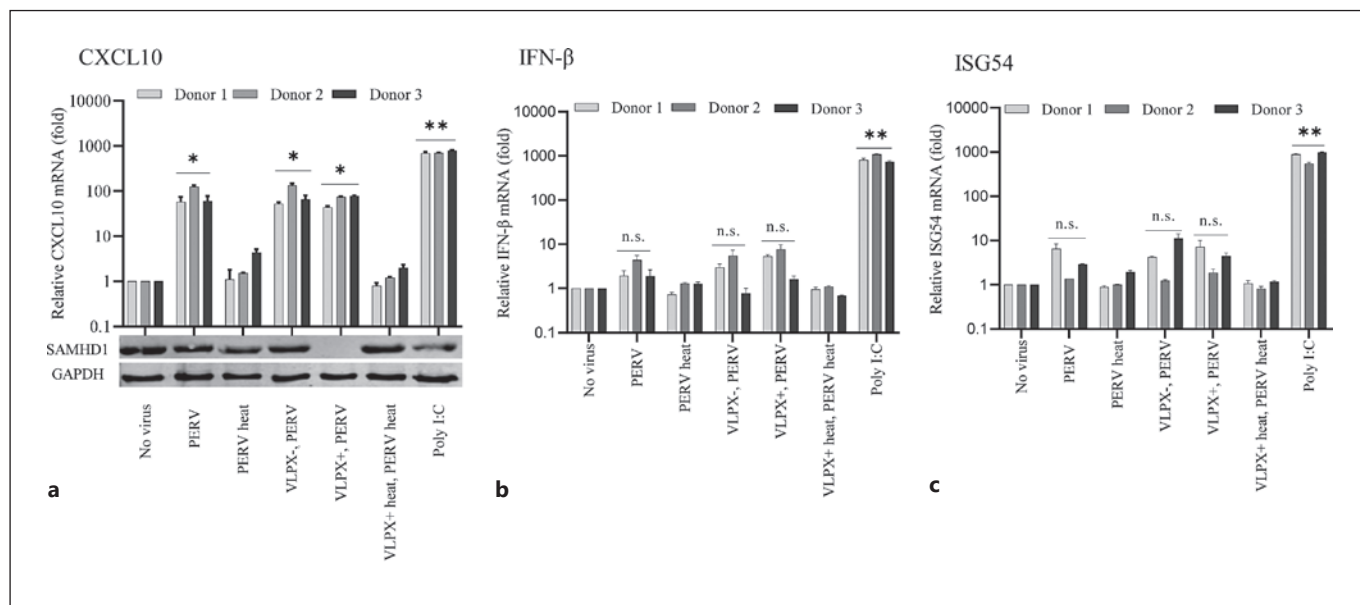 CXCL10
Donor 1 Donor 2 Donor 3
Relative CXCL10 mRNA (fold)
10000
1000
100
10
1
0.1
*
*
*
**
SAMHD1
GAPDH
No virus
PERV
PERV heat
VLPX-, PERV
VLPX+, PERV
VLPX+ heat, PERV heat
Poly I:C
a
IFN-β
Donor 1 Donor 2 Donor 3
Relative IFN-β mRNA (fold)
10000
1000
100
10
1
0.1
n.s.
n.s.
n.s.
**
No virus
PERV
PERV heat
VLPX-, PERV
VLPX+, PERV
VLPX+ heat, PERV heat
Poly I:C
b
ISG54
Donor 1 Donor 2 Donor 3
Relative ISG54 mRNA (fold)
10000
1000
100
10
1
0.1
n.s.
n.s.
n.s.
**
No virus
PERV
PERV heat
VLPX-, PERV
VLPX+, PERV
VLPX+ heat, PERV heat
Poly I:C
c